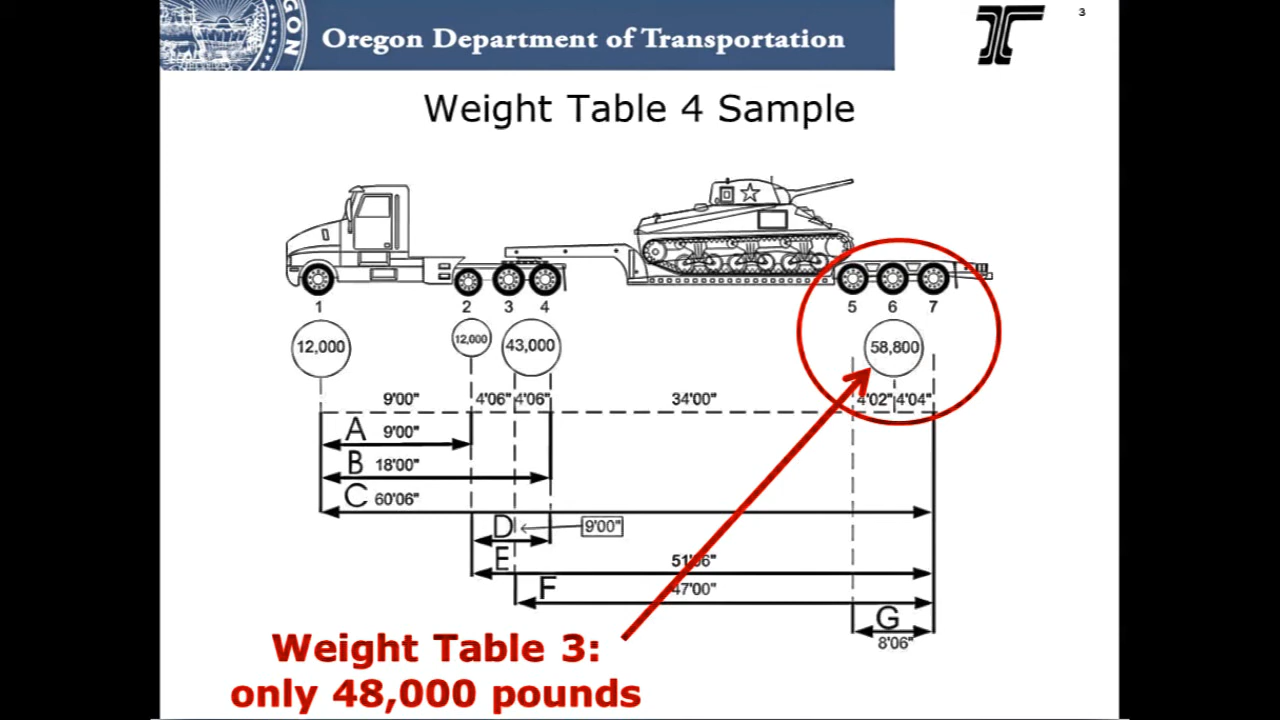 GON
Oregon Department of Transportation
3
Weight Table 4 Sample
1 2 3 4 5 6 7
12,000 12,000 43,000 58,800
9'00" 4'06" 4'06" 34'00" 4'02" 4'04"
A 9'00"
B 18'00"
C 60'06"
D 9'00"
E 51'06"
F 47'00"
G
8'06"
Weight Table 3:
only 48,000 pounds